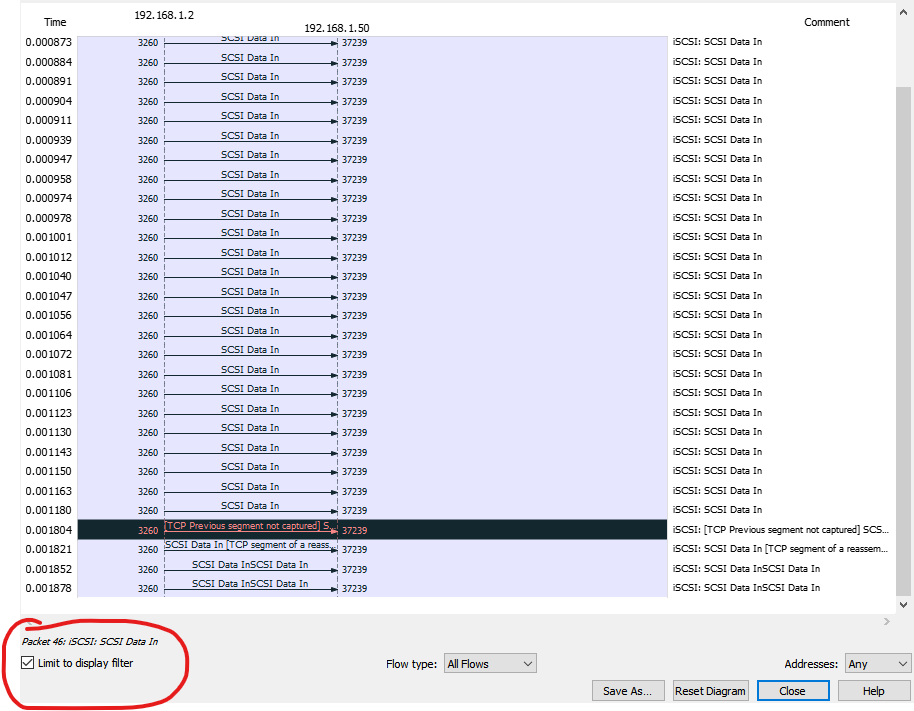 192.168.1.2
Time 192.168.1.50 Comment
0.000873 3260 SCSI Data In 37239 iSCSI: SCSI Data In
0.000884 3260 SCSI Data In 37239 iSCSI: SCSI Data In
0.000891 3260 SCSI Data In 37239 iSCSI: SCSI Data In
0.000904 3260 SCSI Data In 37239 iSCSI: SCSI Data In
0.000911 3260 SCSI Data In 37239 iSCSI: SCSI Data In
0.000939 3260 SCSI Data In 37239 iSCSI: SCSI Data In
0.000947 3260 SCSI Data In 37239 iSCSI: SCSI Data In
0.000958 3260 SCSI Data In 37239 iSCSI: SCSI Data In
0.000974 3260 SCSI Data In 37239 iSCSI: SCSI Data In
0.000978 3260 SCSI Data In 37239 iSCSI: SCSI Data In
0.001001 3260 SCSI Data In 37239 iSCSI: SCSI Data In
0.001012 3260 SCSI Data In 37239 iSCSI: SCSI Data In
0.001040 3260 SCSI Data In 37239 iSCSI: SCSI Data In
0.001047 3260 SCSI Data In 37239 iSCSI: SCSI Data In
0.001056 3260 SCSI Data In 37239 iSCSI: SCSI Data In
0.001064 3260 SCSI Data In 37239 iSCSI: SCSI Data In
0.001072 3260 SCSI Data In 37239 iSCSI: SCSI Data In
0.001081 3260 SCSI Data In 37239 iSCSI: SCSI Data In
0.001106 3260 SCSI Data In 37239 iSCSI: SCSI Data In
0.001123 3260 SCSI Data In 37239 iSCSI: SCSI Data In
0.001130 3260 SCSI Data In 37239 iSCSI: SCSI Data In
0.001143 3260 SCSI Data In 37239 iSCSI: SCSI Data In
0.001150 3260 SCSI Data In 37239 iSCSI: SCSI Data In
0.001163 3260 SCSI Data In 37239 iSCSI: SCSI Data In
0.001180 3260 SCSI Data In 37239 iSCSI: SCSI Data In
0.001804 3260 [TCP Previous segment not captured] S... 37239 iSCSI: [TCP Previous segment not captured] SCS...
0.001821 3260 SCSI Data In [TCP segment of a reass... 37239 iSCSI: SCSI Data In [TCP segment of a reassem...
0.001852 3260 SCSI Data InSCSI Data In 37239 iSCSI: SCSI Data InSCSI Data In
0.001878 3260 SCSI Data InSCSI Data In 37239 iSCSI: SCSI Data InSCSI Data In
Packet 46: iSCSI: SCSI Data In
Limit to display filter Flow type: All Flows Addresses: Any
Save As... Reset Diagram Close Help